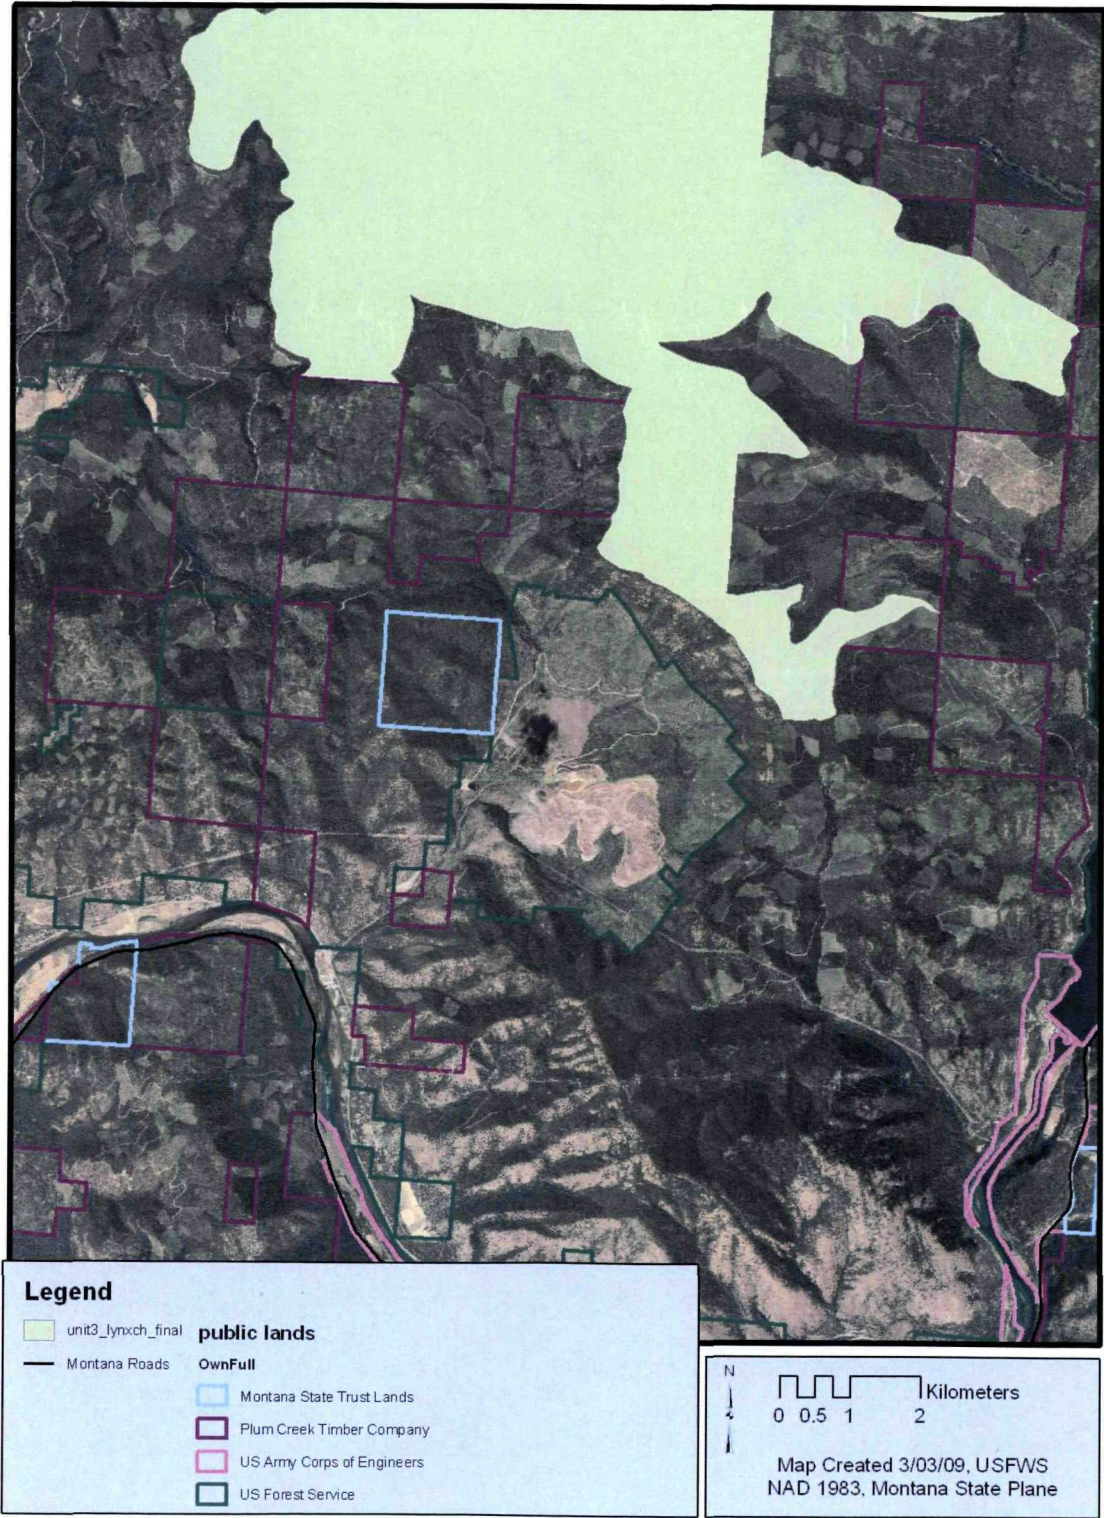 Legend
unit3_lynxch_final
Montana Roads
public lands
OwnFull
Montana State Trust Lands
Plum Creek Timber Company
US Army Corps of Engineers
US Forest Service
N
Kilometers
0 0.5 1 2
Map Created 3/03/09, USFWS
NAD 1983, Montana State Plane